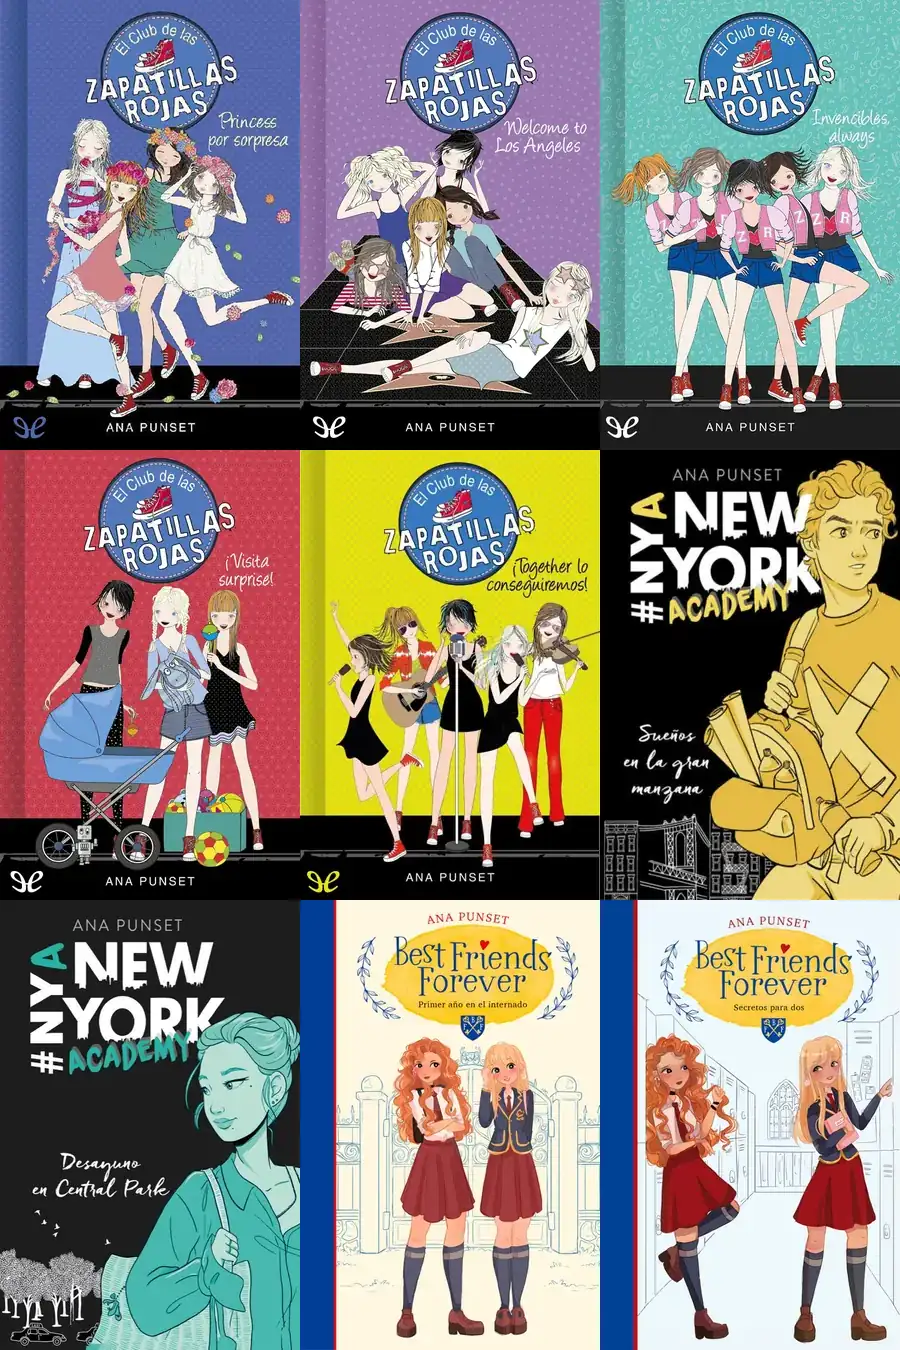 El Club de las
ZAPATILLAS
ROJAS
Princess
por sorpresa
ANA PUNSET
El Club de las
ZAPATILLAS
ROJAS
Welcome to
Los Angeles
ANA PUNSET
El Club de las
ZAPATILLAS
ROJAS
Invencibles,
always
Z
R
Z
Z
R
ANA PUNSET
El Club de las
ZAPATILLAS
ROJAS
¡Visita
surprise!
ANA PUNSET
El Club de las
ZAPATILLAS
ROJAS
¡Together lo
conseguiremos!
ANA PUNSET
ANA PUNSET
#NYA
NEW
YORK
ACADEMY
Sueños
en la gran
manzana
ANA PUNSET
#NYA
NEW
YORK
ACADEMY
Desayuno
en Central Park
ANA PUNSET
Best Friends
Forever
Primer año en el internado
B
F F
ANA PUNSET
Best Friends
Forever
Secretos para dos
B
F F